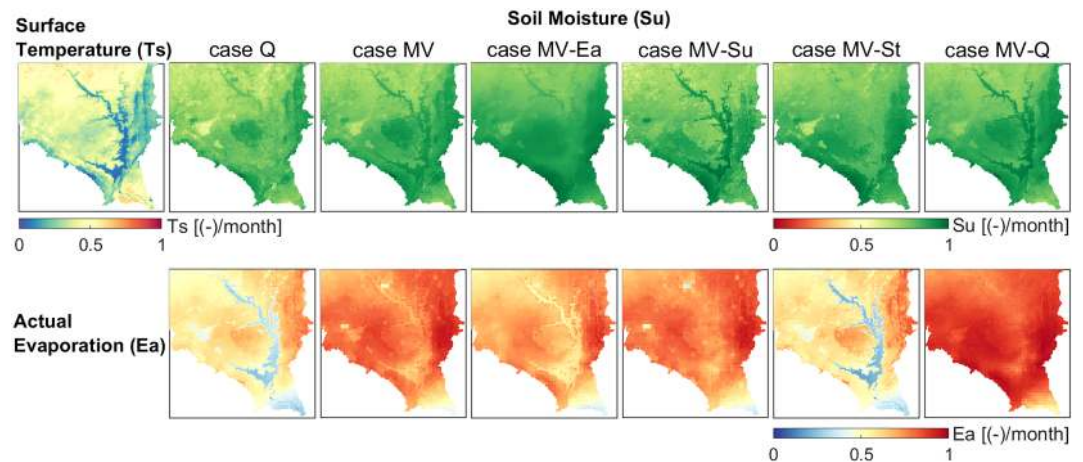 Soil Moisture (Su)
Surface
Temperature (Ts)
case Q
case MV
case MV-Ea
case MV-Su
case MV-St
case MV-Q
Ts [(-)/month]
0
0.5
1
Su [(-)/month]
0
0.5
1
Actual
Evaporation (Ea)
Ea [(-)/month]
0
0.5
1